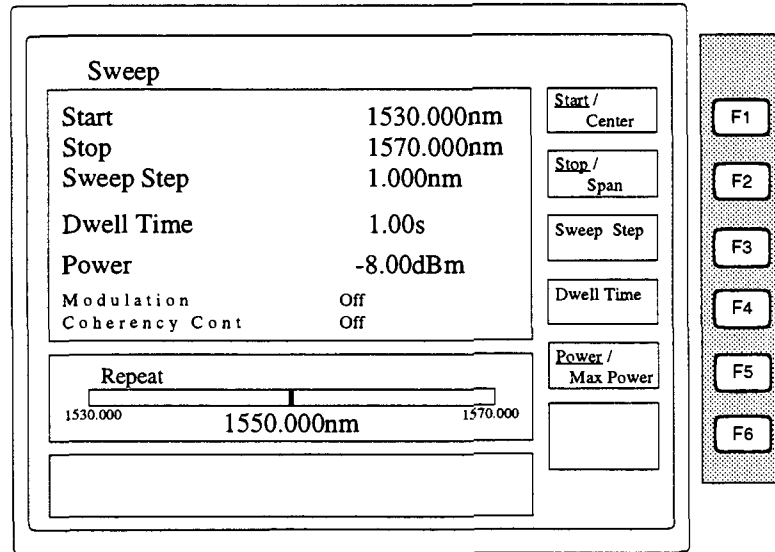 Sweep
Start 1530.000nm
Stop 1570.000nm
Sweep Step 1.000nm
Dwell Time 1.00s
Power -8.00dBm
Modulation Off
Coherency Cont Off
Repeat
1530.000 1570.000
1550.000nm
Start /
Center
Stop /
Span
Sweep Step
Dwell Time
Power /
Max Power
F1
F2
F3
F4
F5
F6